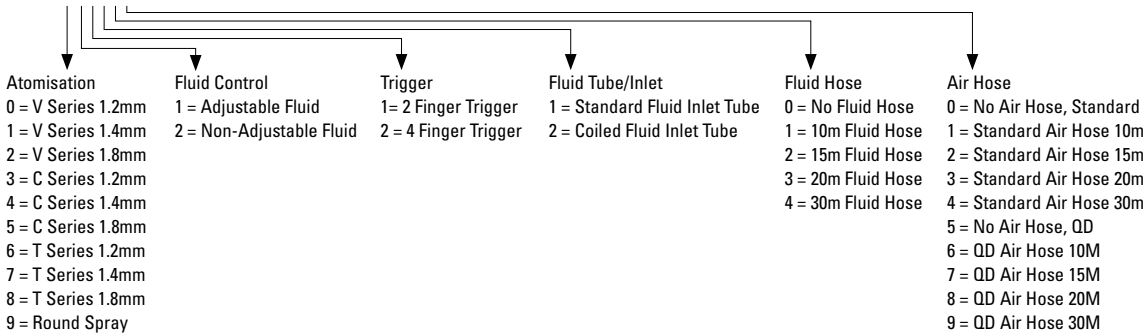 Atomisation
0 = V Series 1.2mm
1 = V Series 1.4mm
2 = V Series 1.8mm
3 = C Series 1.2mm
4 = C Series 1.4mm
5 = C Series 1.8mm
6 = T Series 1.2mm
7 = T Series 1.4mm
8 = T Series 1.8mm
9 = Round Spray
Fluid Control
1 = Adjustable Fluid
2 = Non-Adjustable Fluid
Trigger
1= 2 Finger Trigger
2 = 4 Finger Trigger
Fluid Tube/Inlet
1 = Standard Fluid Inlet Tube
2 = Coiled Fluid Inlet Tube
Fluid Hose
0 = No Fluid Hose
1 = 10m Fluid Hose
2 = 15m Fluid Hose
3 = 20m Fluid Hose
4 = 30m Fluid Hose
Air Hose
0 = No Air Hose, Standard
1 = Standard Air Hose 10m
2 = Standard Air Hose 15m
3 = Standard Air Hose 20m
4 = Standard Air Hose 30m
5 = No Air Hose, QD
6 = QD Air Hose 10M
7 = QD Air Hose 15M
8 = QD Air Hose 20M
9 = QD Air Hose 30M